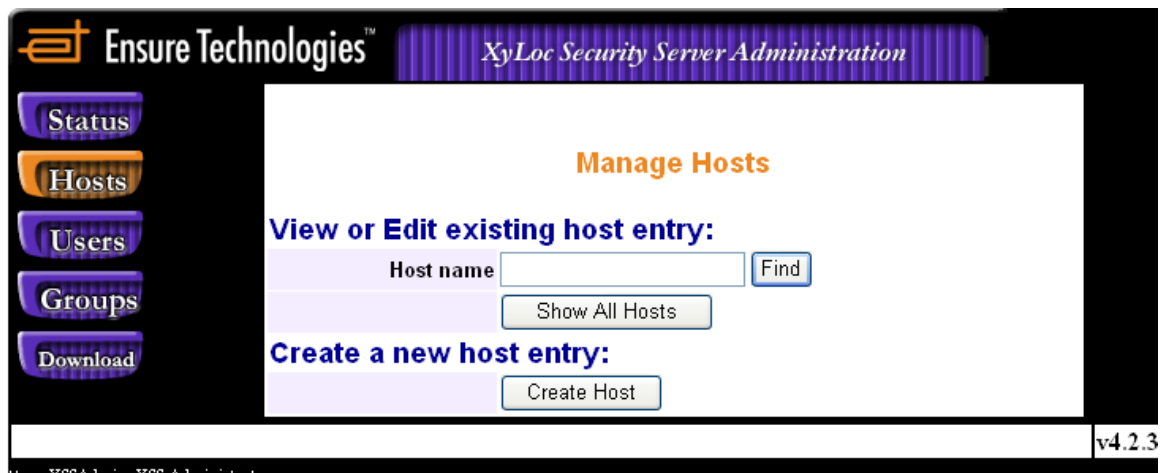 Ensure Technologies™
XyLoc Security Server Administration
Status
Hosts
Users
Groups
Download
Manage Hosts
View or Edit existing host entry:
Host name
Find
Show All Hosts
Create a new host entry:
Create Host
v4.2.3